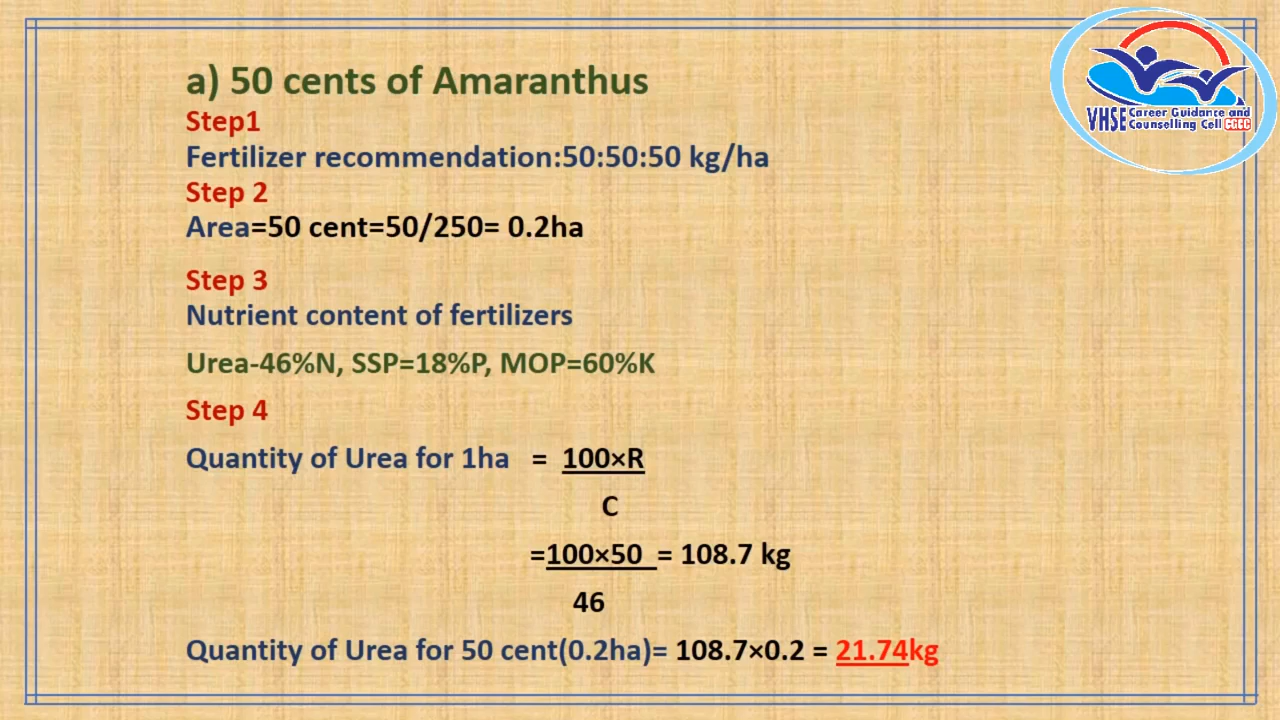 VHSE Career Guidance and
Counselling Cell CGCC
a) 50 cents of Amaranthus
Step1
Fertilizer recommendation:50:50:50 kg/ha
Step 2
Area=50 cent=50/250= 0.2ha
Step 3
Nutrient content of fertilizers
Urea-46%N, SSP=18%P, MOP=60%K
Step 4
Quantity of Urea for 1ha = 100×R
C
=100×50 = 108.7 kg
46
Quantity of Urea for 50 cent(0.2ha)= 108.7×0.2 = 21.74kg